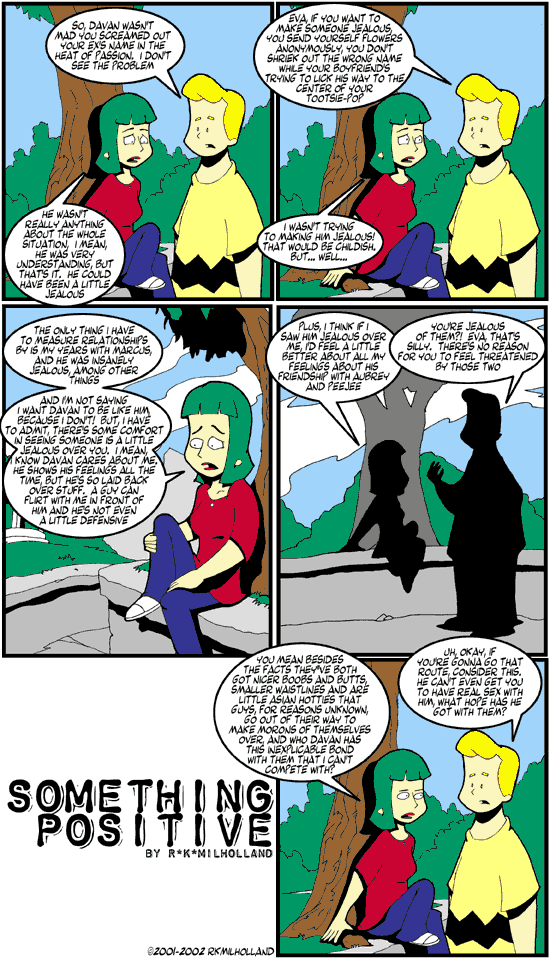 SO, DAVAN WASN'T
MAD YOU SCREAMED OUT
YOUR EX'S NAME IN THE
HEAT OF PASSION. I DON'T
SEE THE PROBLEM
HE WASN'T
REALLY ANYTHING
ABOUT THE WHOLE
SITUATION. I MEAN,
HE WAS VERY
UNDERSTANDING, BUT
THAT'S IT. HE COULD
HAVE BEEN A LITTLE
JEALOUS
EVA, IF YOU WANT TO
MAKE SOMEONE JEALOUS,
YOU SEND YOURSELF FLOWERS
ANONYMOUSLY, YOU DON'T
SHRIEK OUT THE WRONG NAME
WHILE YOUR BOYFRIEND'S
TRYING TO LICK HIS WAY TO THE
CENTER OF YOUR
TOOTSIE-POP
I WASN'T TRYING
TO MAKING HIM JEALOUS!
THAT WOULD BE CHILDISH.
BUT... WELL...
THE ONLY THING I HAVE
TO MEASURE RELATIONSHIPS
BY IS MY YEARS WITH MARCUS,
AND HE WAS INSANELY
JEALOUS, AMONG OTHER
THINGS
AND I'M NOT SAYING
I WANT DAVAN TO BE LIKE HIM,
BECAUSE I DON'T! BUT, I HAVE
TO ADMIT, THERE'S SOME COMFORT
IN SEEING SOMEONE IS A LITTLE
JEALOUS OVER YOU. I MEAN,
I KNOW DAVAN CARES ABOUT ME.
HE SHOWS HIS FEELINGS ALL THE
TIME, BUT HE'S SO LAID BACK
OVER STUFF. A GUY CAN
FLIRT WITH ME IN FRONT OF
HIM AND HE'S NOT EVEN
A LITTLE DEFENSIVE
PLUS, I THINK IF I
SAW HIM JEALOUS OVER
ME, I'D FEEL A LITTLE
BETTER ABOUT ALL MY
FEELINGS ABOUT HIS
FRIENDSHIP WITH AUBREY
AND PEEJEE
YOU'RE JEALOUS
OF THEM?! EVA, THAT'S
SILLY. THERE'S NO REASON
FOR YOU TO FEEL THREATENED
BY THOSE TWO
YOU MEAN BESIDES
THE FACTS THEY'VE BOTH
GOT NICER BOOBS AND BUTTS,
SMALLER WAISTLINES AND ARE
LITTLE ASIAN HOTTIES THAT
GUYS, FOR REASONS UNKNOWN,
GO OUT OF THEIR WAY TO
MAKE MORONS OF THEMSELVES
OVER, AND WHO DAVAN HAS
THIS INEXPLICABLE BOND
WITH THEM THAT I CAN'T
COMPETE WITH?
UH, OKAY, IF
YOU'RE GONNA GO THAT
ROUTE, CONSIDER THIS.
HE CAN'T EVEN GET YOU
TO HAVE REAL SEX WITH
HIM, WHAT HOPE HAS HE
GOT WITH THEM?
SOMETHING
POSITIVE
BY R*K*MILHOLLAND
©2001-2002 RKMILHOLLAND